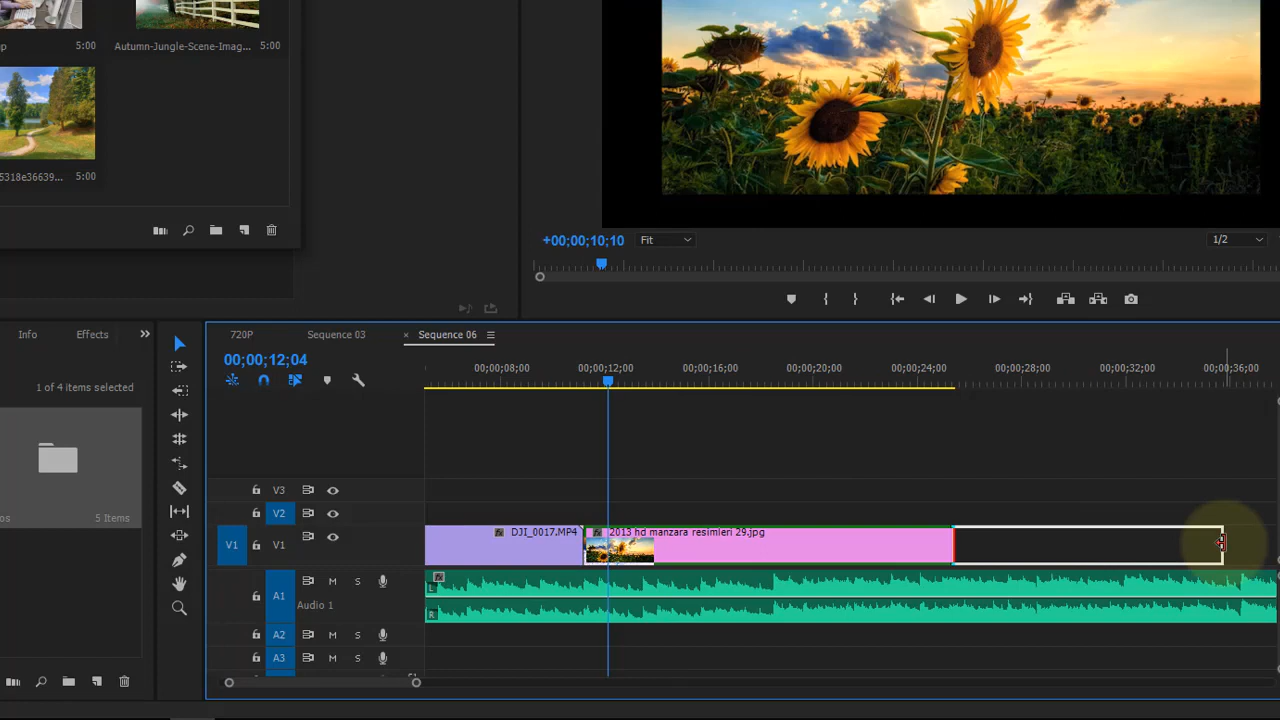 p
5:00
Autumn-Jungle-Scene-Imag...
5:00
5318e36639...
5:00
+00;00;10;10
Fit
1/2
Info
Effects
720P
Sequence 03
× Sequence 06
1 of 4 items selected
00;00;12;04
00;00;08;00
00;00;12;00
00;00;16;00
00;00;20;00
00;00;24;00
00;00;28;00
00;00;32;00
00;00;36;00
V3
V2
V1
V1
fx DJI_0017.MP4
fx 2013 hd manzara resimleri 29.jpg
A1
M
S
Audio 1
fx
L
R
A2
M
S
A3
M
S
os
5 Items